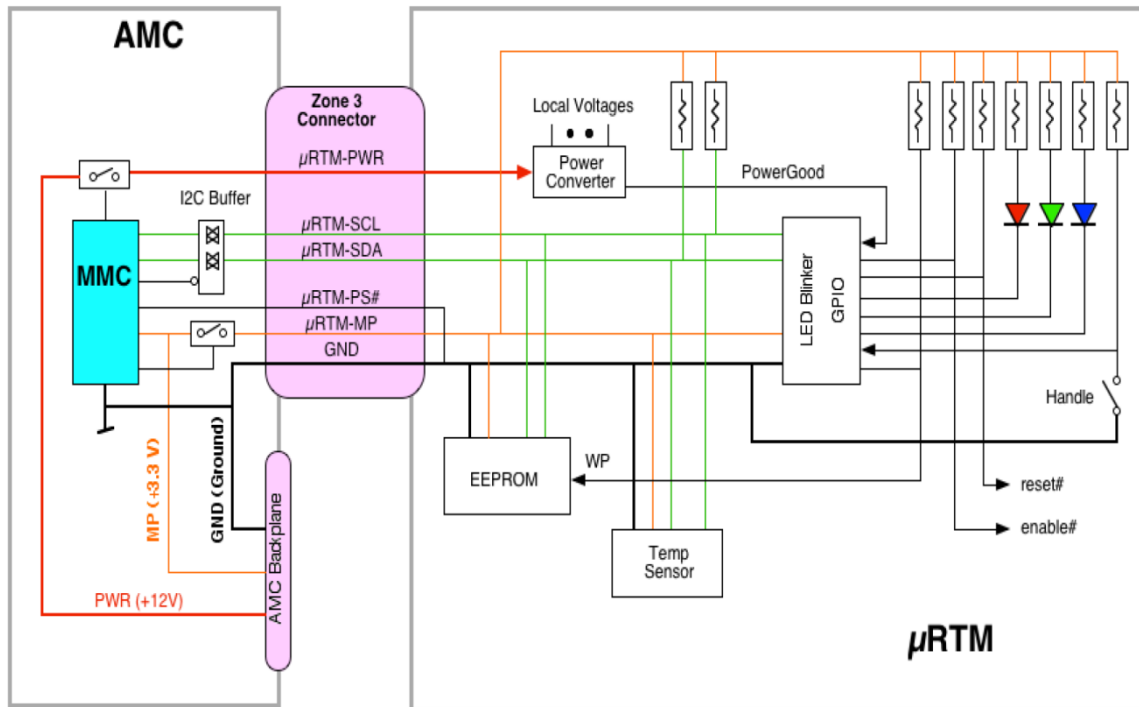 AMC
Zone 3
Connector
µRTM-PWR
I2C Buffer
µRTM-SCL
µRTM-SDA
MMC
µRTM-PS#
µRTM-MP
GND
MP (+3.3 V)
GND (Ground)
AMC Backplane
PWR (+12V)
Local Voltages
Power
Converter
PowerGood
LED Blinker
GPIO
Handle
EEPROM
WP
reset#
enable#
Temp
Sensor
µRTM